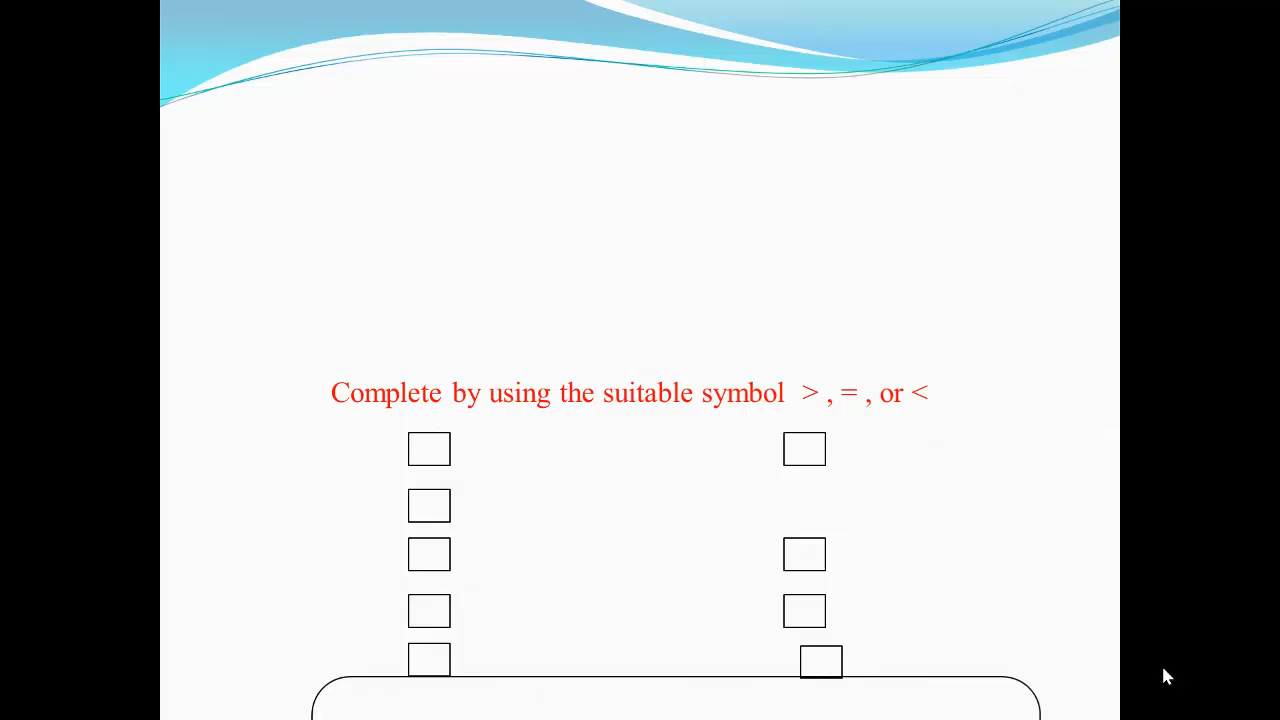 Complete by using the suitable symbol > , = , or <